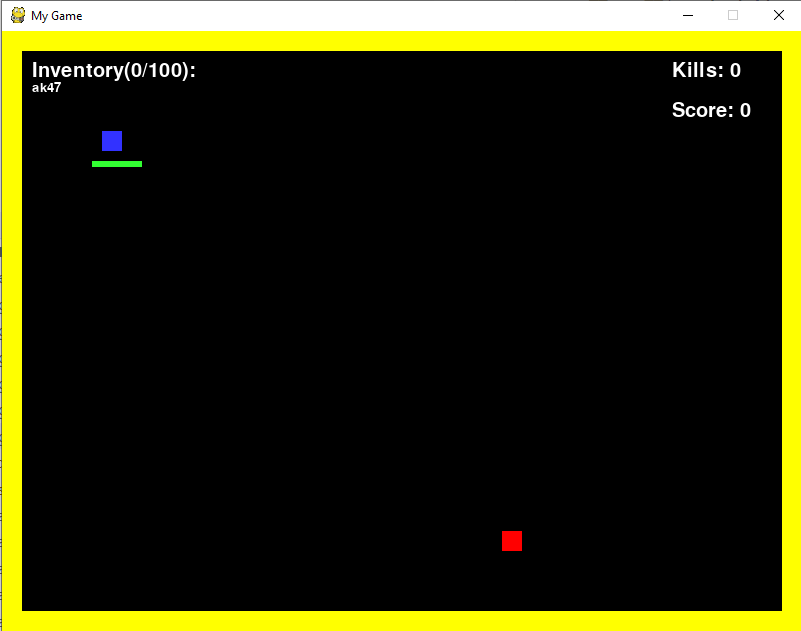 My Game
Inventory(0/100):
ak47
Kills: 0
Score: 0